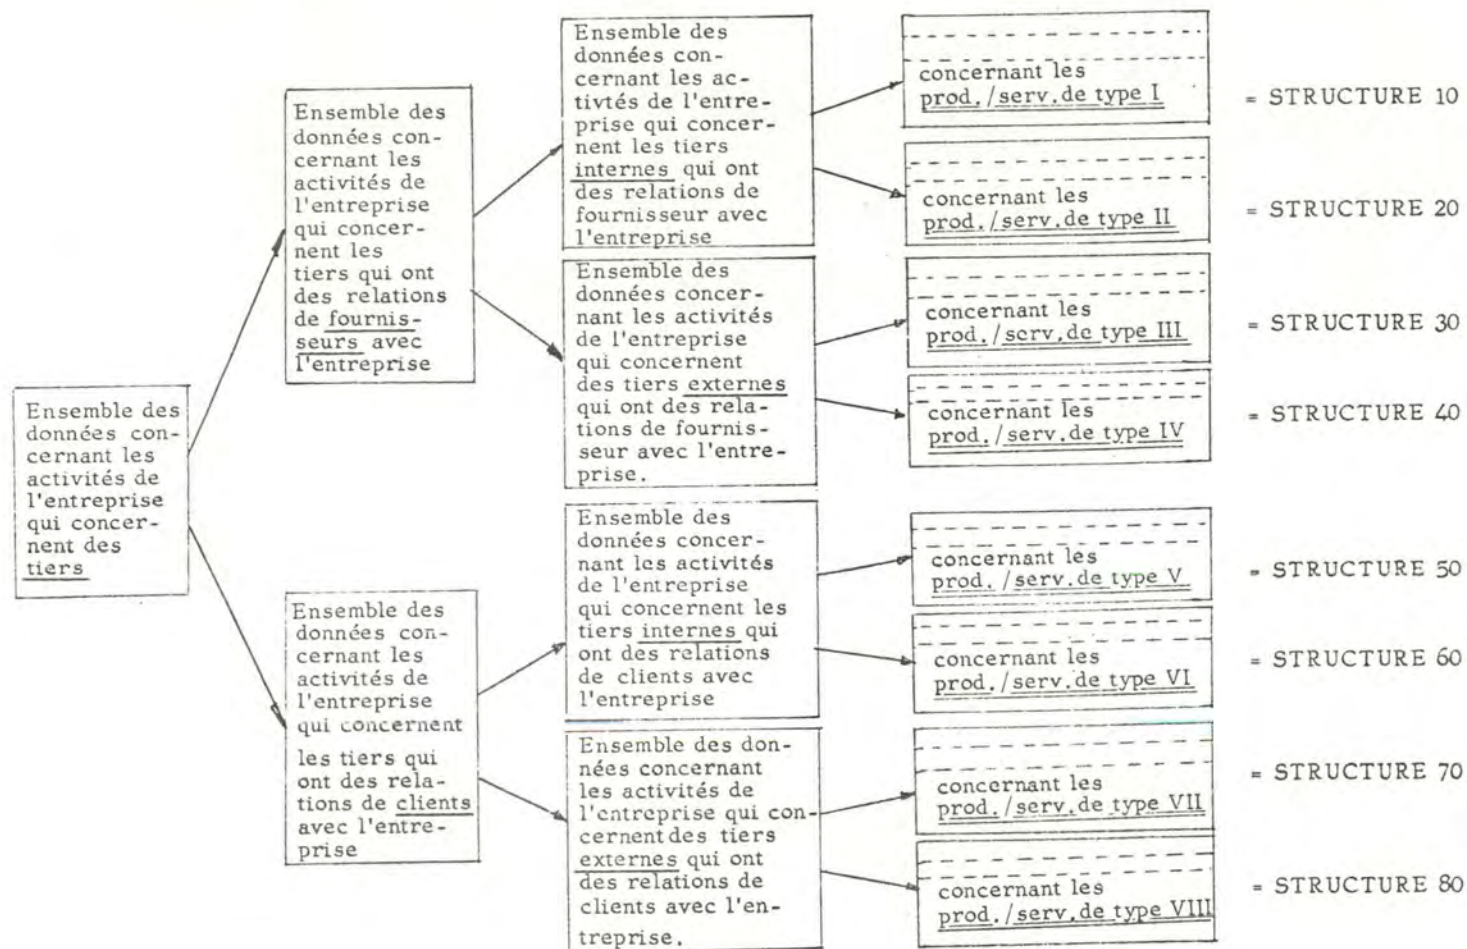 Ensemble des
données con-
cernant les
activités de
l'entreprise
qui concer-
nent des
tiers
Ensemble des
données con-
cernant les
activités de
l'entreprise
qui concer-
nent les
tiers qui ont
des relations
de fournis-
seurs avec
l'entreprise
Ensemble des
données con-
cernant les
activités de
l'entreprise
qui concernent
les tiers qui
ont des rela-
tions de clients
avec l'entre-
prise
Ensemble des
données con-
cernant les ac-
tivtés de l'entre-
prise qui concer-
nent les tiers
internes qui ont
des relations de
fournisseur avec
l'entreprise
Ensemble des
données concer-
nant les activités
de l'entreprise
qui concernent
des tiers externes
qui ont des rela-
tions de fournis-
seur avec l'entre-
prise.
Ensemble des
données concer-
nant les activités
de l'entreprise
qui concernent les
tiers internes qui
ont des relations
de clients avec
l'entreprise
Ensemble des don-
nées concernant
les activités de
l'entreprise qui con-
cernent des tiers
externes qui ont
des relations de
clients avec l'en-
treprise.
concernant les
prod./serv.de type I
= STRUCTURE 10
concernant les
prod./serv.de type II
= STRUCTURE 20
concernant les
prod./serv.de type III
= STRUCTURE 30
concernant les
prod./serv.de type IV
= STRUCTURE 40
concernant les
prod./serv.de type V
= STRUCTURE 50
concernant les
prod./serv.de type VI
= STRUCTURE 60
concernant les
prod./serv.de type VII
= STRUCTURE 70
concernant les
prod./serv.de type VIII
= STRUCTURE 80